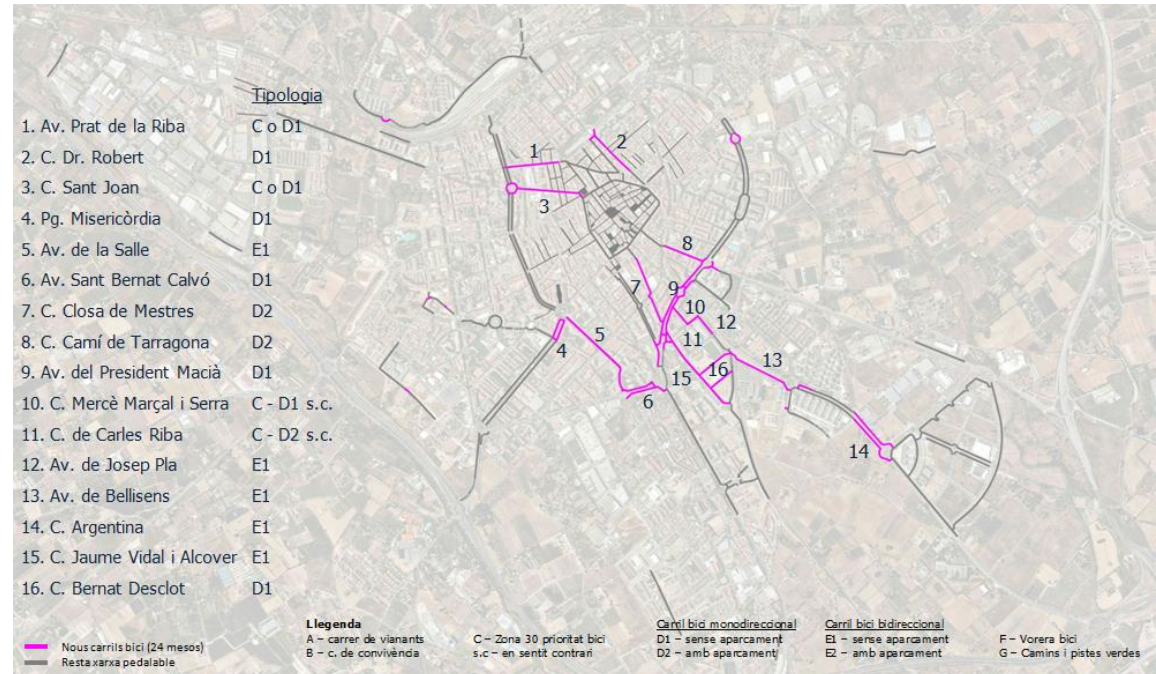 Tipologia
1. Av. Prat de la Riba C o D1
2. C. Dr. Robert D1
3. C. Sant Joan C o D1
4. Pg. Misericòrdia D1
5. Av. de la Salle E1
6. Av. Sant Bernat Calvó D1
7. C. Closa de Mestres D2
8. C. Camí de Tarragona D2
9. Av. del President Macià D1
10. C. Mercè Marçal i Serra C - D1 s.c.
11. C. de Carles Riba C - D2 s.c.
12. Av. de Josep Pla E1
13. Av. de Bellisens E1
14. C. Argentina E1
15. C. Jaume Vidal i Alcover E1
16. C. Bernat Desclot D1
1
2
3
8
7
9
10
12
11
4
5
13
16
15
6
14
Nous carrils bici (24 mesos)
Resta xarxa pedalable
Llegenda
A – carrer de vianants
B – c. de convivència
C – Zona 30 prioritat bici
s.c – en sentit contrari
Carril bici monodireccional
D1 – sense aparcament
D2 – amb aparcament
Carril bici bidireccional
E1 – sense aparcament
E2 – amb aparcament
F – Vorera bici
G – Camins i pistes verdes